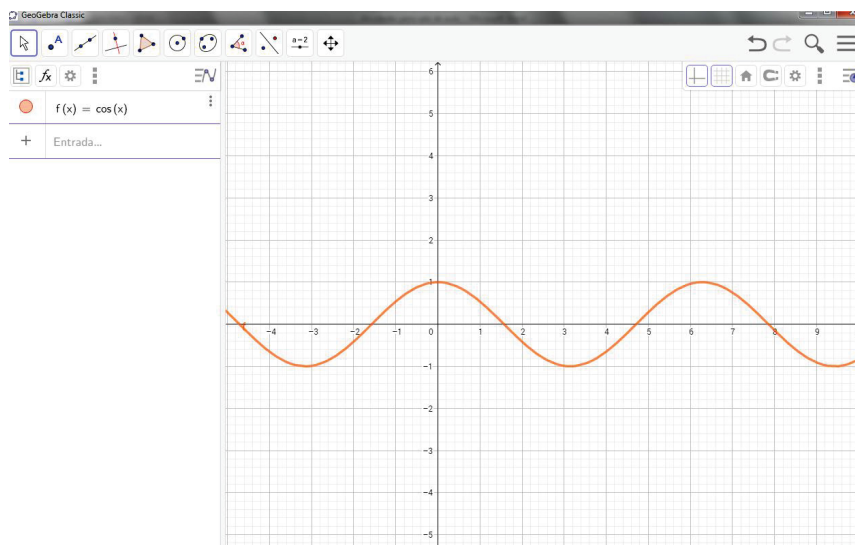 GeoGebra Classic
A
a=2
fx
f(x) = cos(x)
+ Entrada...
6
5
4
3
2
1
−4 −3 −2 −1 0 1 2 3 4 5 6 7 8 9
−1
−2
−3
−4
−5